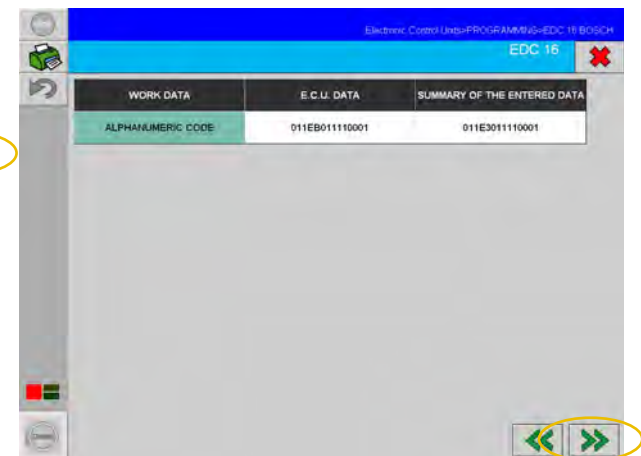 Electronic Control Units>PROGRAMMING>EDC 16 BOSCH
EDC 16
WORK DATA E.C.U. DATA SUMMARY OF THE ENTERED DATA
ALPHANUMERIC CODE 011EB011110001 011E3011110001